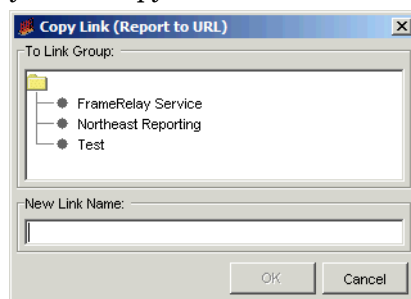 Copy Link (Report to URL)
To Link Group:
FrameRelay Service
Northeast Reporting
Test
New Link Name:
OK
Cancel